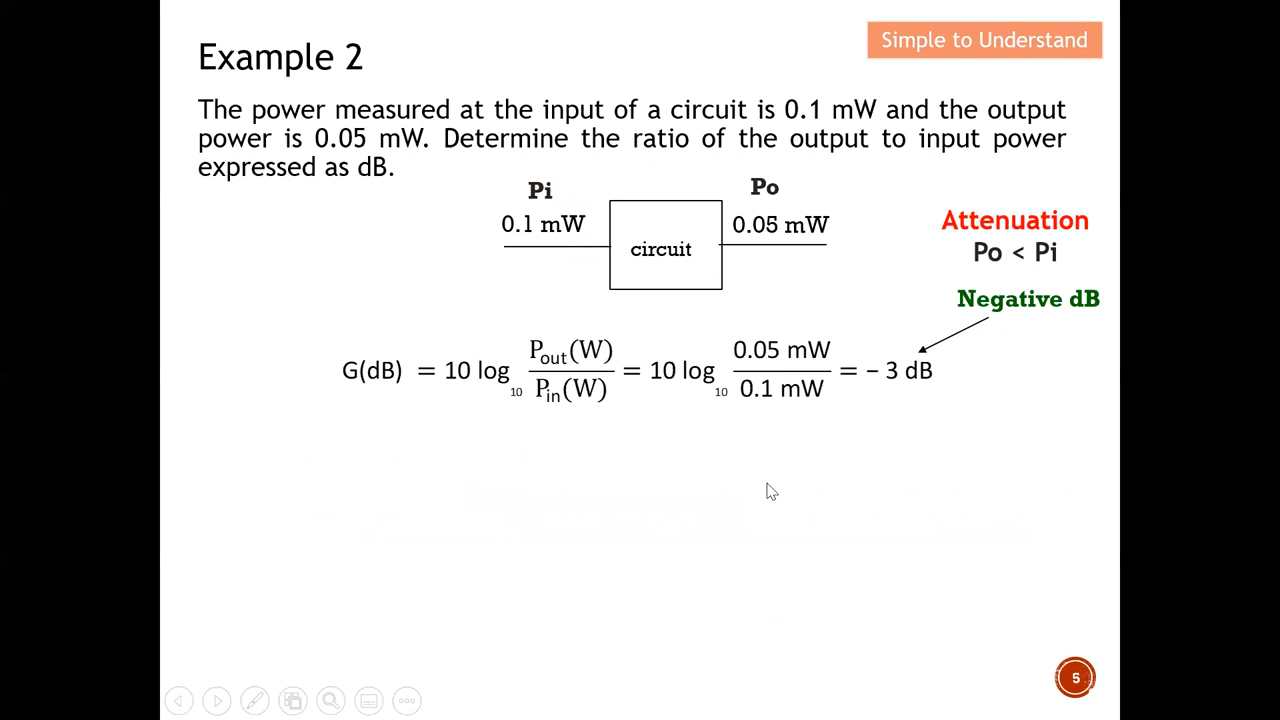 Simple to Understand
Example 2
The power measured at the input of a circuit is 0.1 mW and the output
power is 0.05 mW. Determine the ratio of the output to input power
expressed as dB.
Pi
Po
0.1 mW
0.05 mW
circuit
Attenuation
Po < Pi
Negative dB
G(dB) = 10 log₁₀ Pout(W) / Pin(W) = 10 log₁₀ 0.05 mW / 0.1 mW = − 3 dB
5